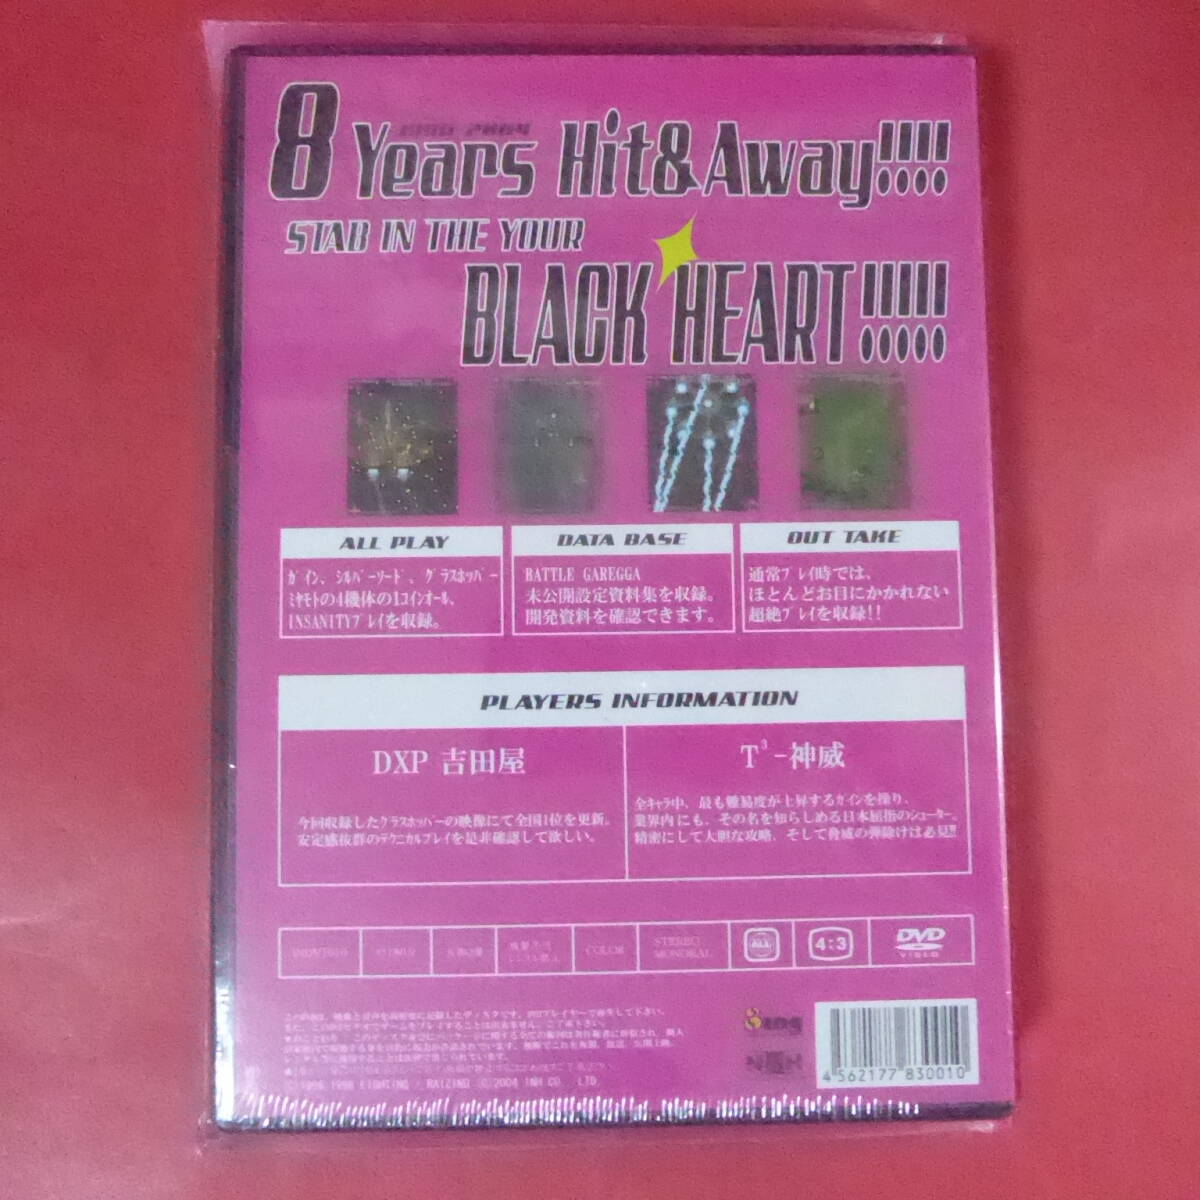 8 Years Hit&Away!!!!
STAB IN THE YOUR
BLACK HEART!!!!!
ALL PLAY
ガイン、シルバーソード、グラスホッパー
ミヤモトの4機体の1コインオール、
INSANITYプレイを収録。
DATA BASE
BATTLE GAREGGA
未公開設定資料集を収録。
開発資料を確認できます。
OUT TAKE
通常プレイ時では、
ほとんどお目にかかれない
超絶プレイを収録!!
PLAYERS INFORMATION
DXP 吉田屋
今回収録したグラスホッパーの映像にて全国1位を更新。
安定感抜群のテクニカルプレイを是非確認して欲しい。
T³-神威
全キャラ中、最も難易度が上昇するガインを操り、
業界内にも、その名を知らしめる日本屈指のシューター。
精密にして大胆な攻略、そして脅威の弾除けは必見!!
COLOR
STEREO
MONORAL
ALL
4:3
DVD
VIDEO
8ing
(C)1996,1998 EIGHTING / RAIZING (C)2004 INH CO., LTD.
4 562177 830010